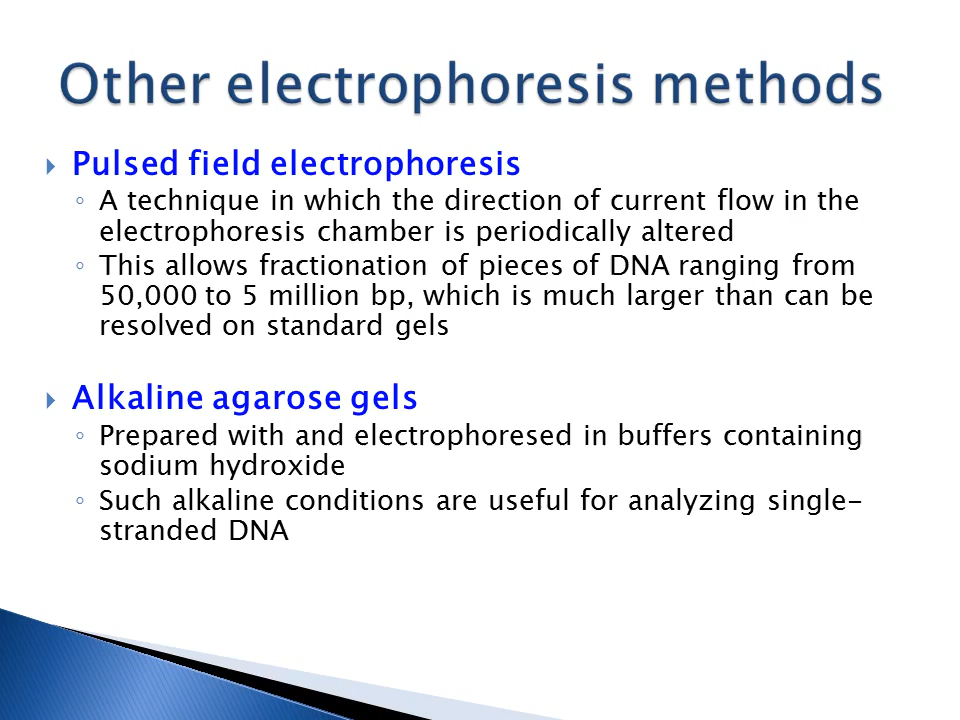 Other electrophoresis methods
Pulsed field electrophoresis
A technique in which the direction of current flow in the
electrophoresis chamber is periodically altered
This allows fractionation of pieces of DNA ranging from
50,000 to 5 million bp, which is much larger than can be
resolved on standard gels
Alkaline agarose gels
Prepared with and electrophoresed in buffers containing
sodium hydroxide
Such alkaline conditions are useful for analyzing single-
stranded DNA